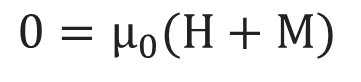 0 = μ₀(H + M)